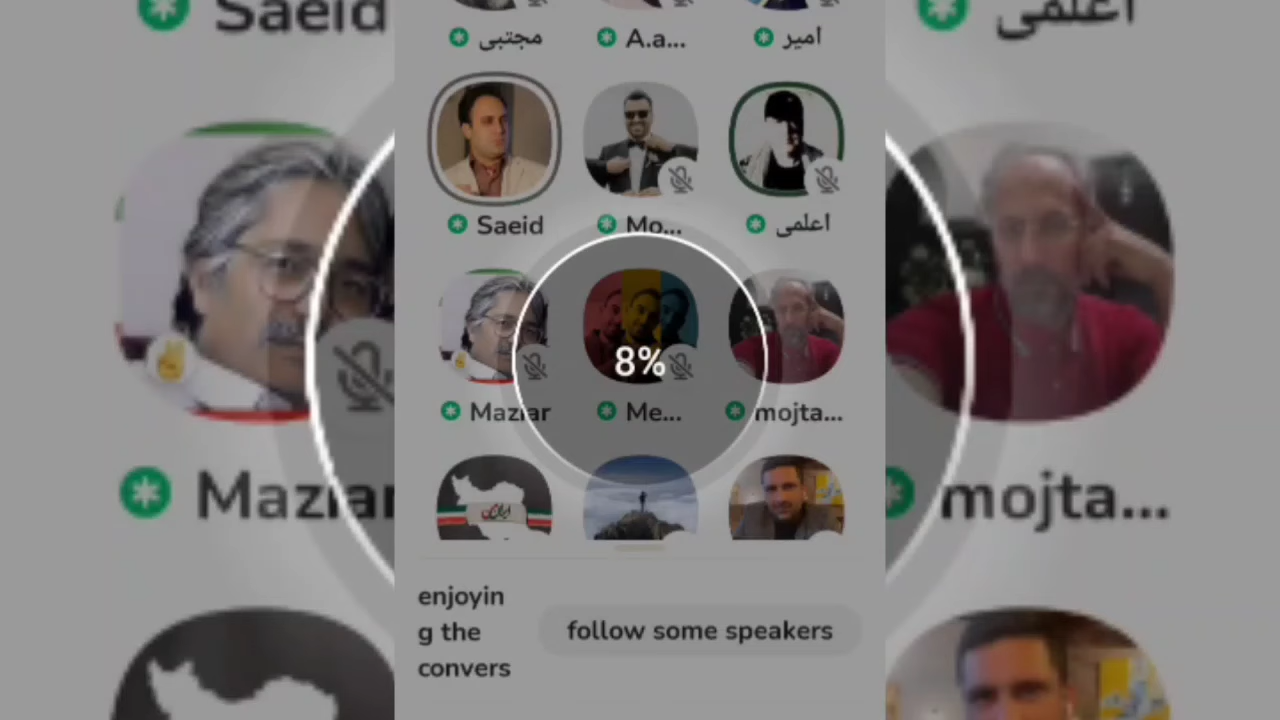 Saeid
مجتبی
A.a...
امیر
اعلمی
Saeid
Mo...
اعلمی
8%
Maziar
Me...
mojta...
Maziar
mojta...
ایران
enjoyin
g the
convers
follow some speakers